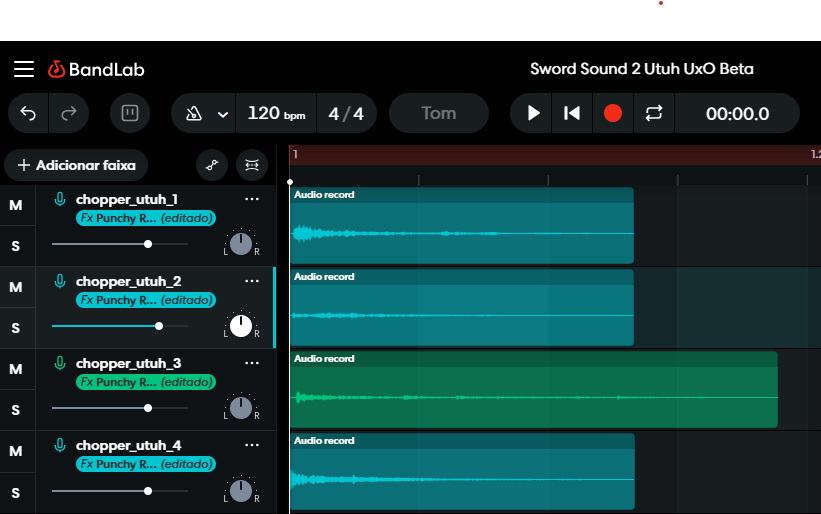 BandLab
Sword Sound 2 Utuh UxO Beta
120 bpm
4 / 4
Tom
00:00.0
+ Adicionar faixa
1
1.2
M
chopper_utuh_1
Audio record
Fx Punchy R... (editado)
S
L R
M
chopper_utuh_2
Audio record
Fx Punchy R... (editado)
S
L R
M
chopper_utuh_3
Audio record
Fx Punchy R... (editado)
S
L R
M
chopper_utuh_4
Audio record
Fx Punchy R... (editado)
S
L R